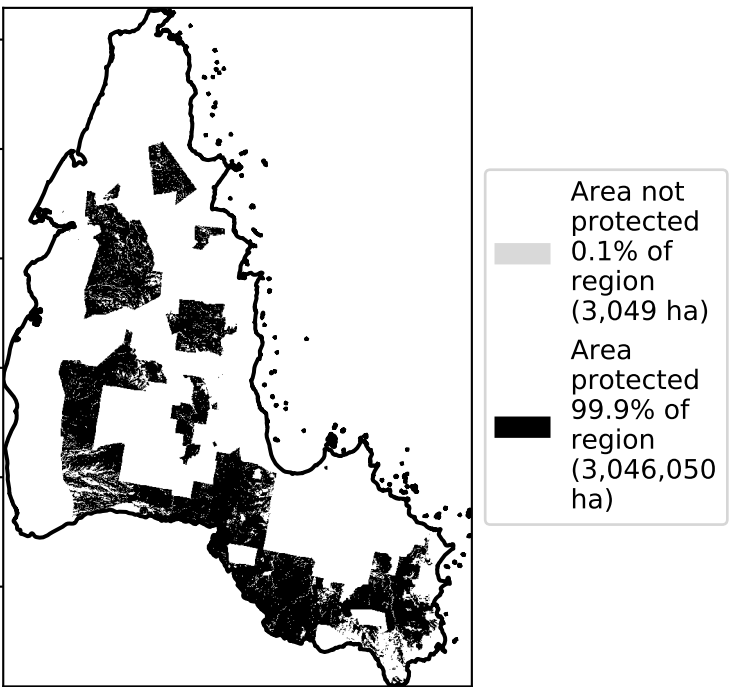 Area not
protected
0.1% of
region
(3,049 ha)
Area
protected
99.9% of
region
(3,046,050
ha)